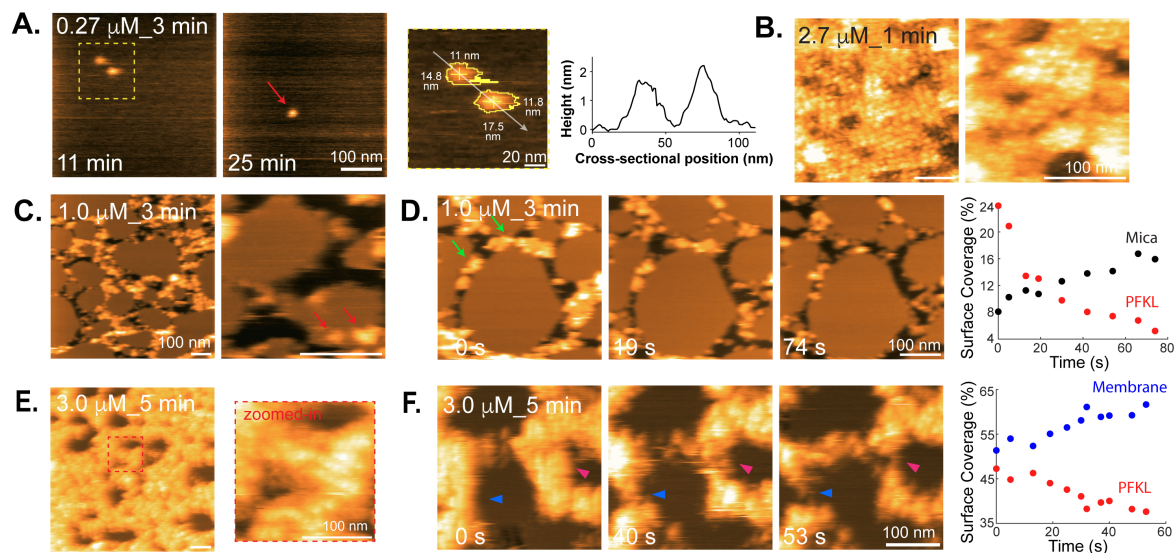 A.
0.27 μM_3 min
11 min
25 min
100 nm
11 nm
14.8
nm
11.8
nm
17.5
nm
20 nm
Height (nm)
2
1
0
0
50
100
Cross-sectional position (nm)
B.
2.7 μM_1 min
100 nm
C.
1.0 μM_3 min
100 nm
D.
1.0 μM_3 min
0 s
19 s
74 s
100 nm
Surface Coverage (%)
24
20
16
12
8
4
Mica
PFKL
0
20
40
60
80
Time (s)
E.
3.0 μM_5 min
zoomed in
100 nm
F.
3.0 μM_5 min
0 s
40 s
53 s
100 nm
Surface Coverage (%)
65
55
45
35
Membrane
PFKL
0
20
40
60
Time (s)